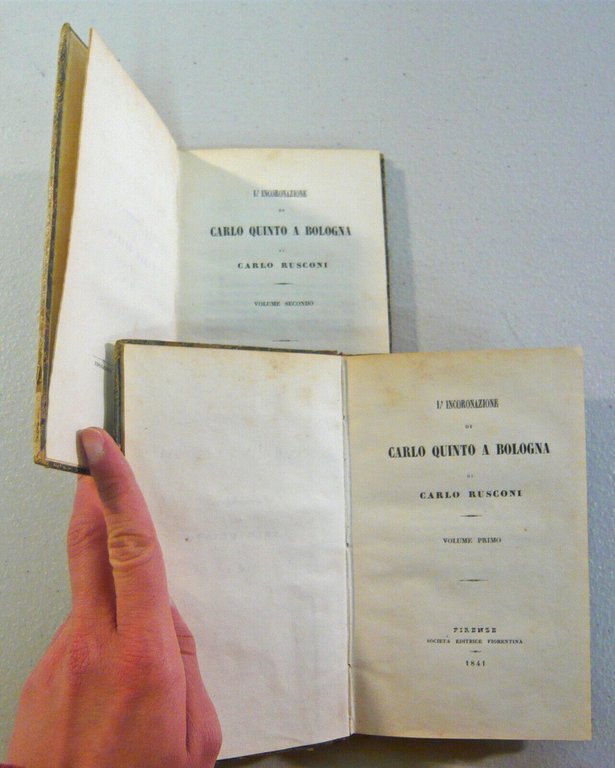 L' INCORONAZIONE
DI
CARLO QUINTO A BOLOGNA
DI
CARLO RUSCONI
VOLUME SECONDO
L' INCORONAZIONE
DI
CARLO QUINTO A BOLOGNA
DI
CARLO RUSCONI
VOLUME PRIMO
FIRENZE
SOCIETÀ EDITRICE FIORENTINA
1841